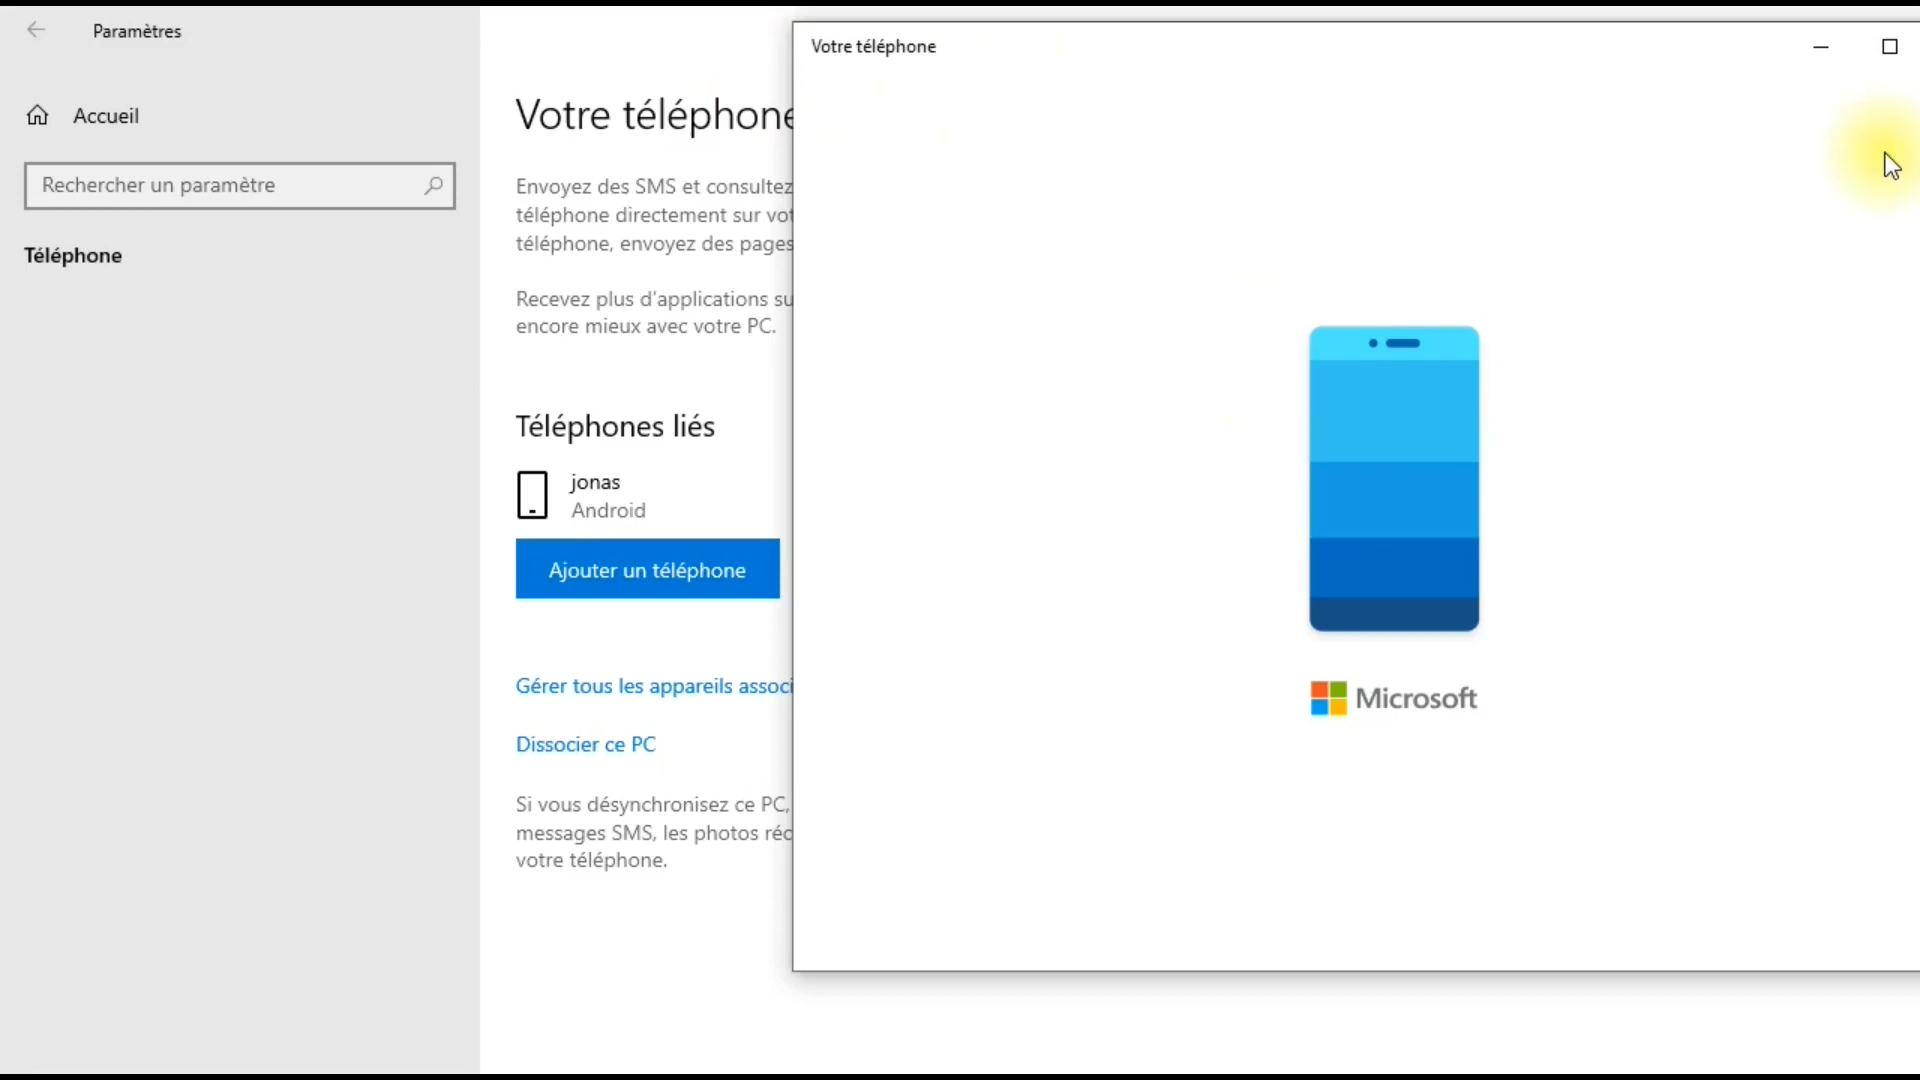 Paramètres
Accueil
Rechercher un paramètre
Téléphone
Votre téléphone
Envoyez des SMS et consultez
téléphone directement sur vot
téléphone, envoyez des pages
Recevez plus d'applications su
encore mieux avec votre PC.
Téléphones liés
jonas
Android
Ajouter un téléphone
Gérer tous les appareils associ
Dissocier ce PC
Si vous désynchronisez ce PC,
messages SMS, les photos réc
votre téléphone.
Votre téléphone
Microsoft